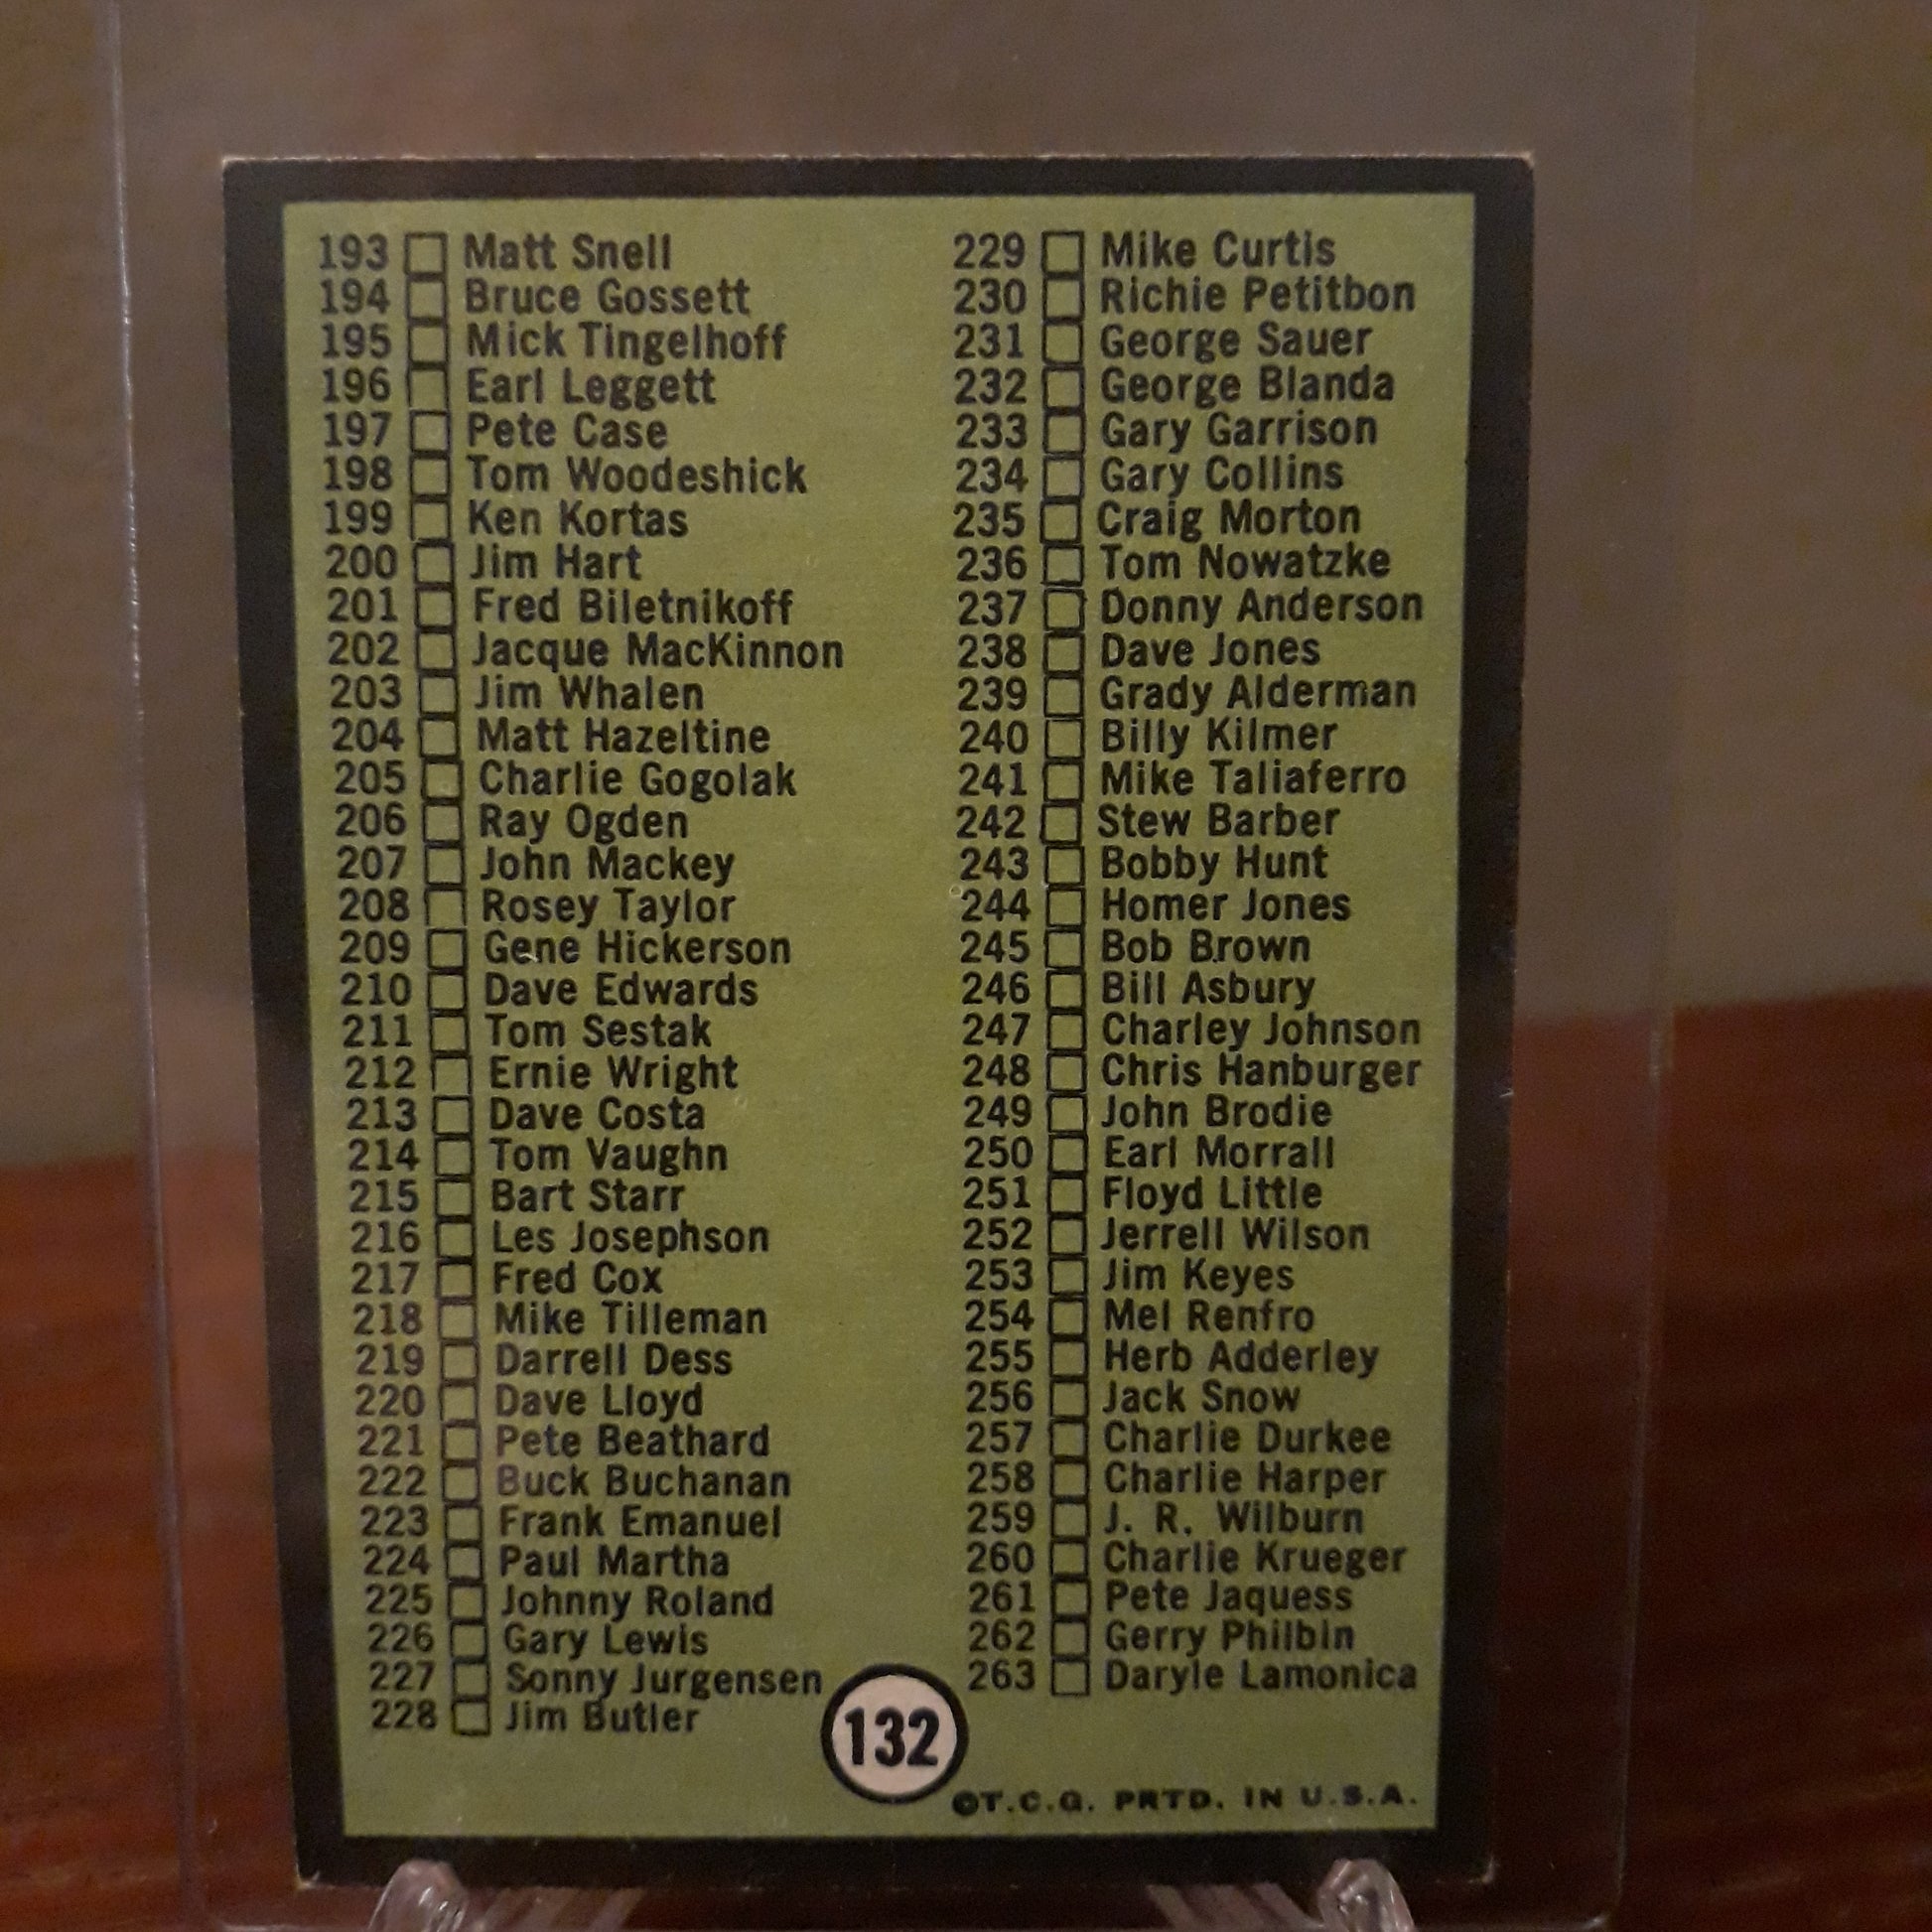 193 Matt Snell
194 Bruce Gossett
195 Mick Tingelhoff
196 Earl Leggett
197 Pete Case
198 Tom Woodeshick
199 Ken Kortas
200 Jim Hart
201 Fred Biletnikoff
202 Jacque MacKinnon
203 Jim Whalen
204 Matt Hazeltine
205 Charlie Gogolak
206 Ray Ogden
207 John Mackey
208 Rosey Taylor
209 Gene Hickerson
210 Dave Edwards
211 Tom Sestak
212 Ernie Wright
213 Dave Costa
214 Tom Vaughn
215 Bart Starr
216 Les Josephson
217 Fred Cox
218 Mike Tilleman
219 Darrell Dess
220 Dave Lloyd
221 Pete Beathard
222 Buck Buchanan
223 Frank Emanuel
224 Paul Martha
225 Johnny Roland
226 Gary Lewis
227 Sonny Jurgensen
228 Jim Butler
229 Mike Curtis
230 Richie Petitbon
231 George Sauer
232 George Blanda
233 Gary Garrison
234 Gary Collins
235 Craig Morton
236 Tom Nowatzke
237 Donny Anderson
238 Dave Jones
239 Grady Alderman
240 Billy Kilmer
241 Mike Taliaferro
242 Stew Barber
243 Bobby Hunt
244 Homer Jones
245 Bob Brown
246 Bill Asbury
247 Charley Johnson
248 Chris Hanburger
249 John Brodie
250 Earl Morrall
251 Floyd Little
252 Jerrell Wilson
253 Jim Keyes
254 Mel Renfro
255 Herb Adderley
256 Jack Snow
257 Charlie Durkee
258 Charlie Harper
259 J. R. Wilburn
260 Charlie Krueger
261 Pete Jaquess
262 Gerry Philbin
263 Daryle Lamonica
132
©T.C.G. PRTD. IN U.S.A.